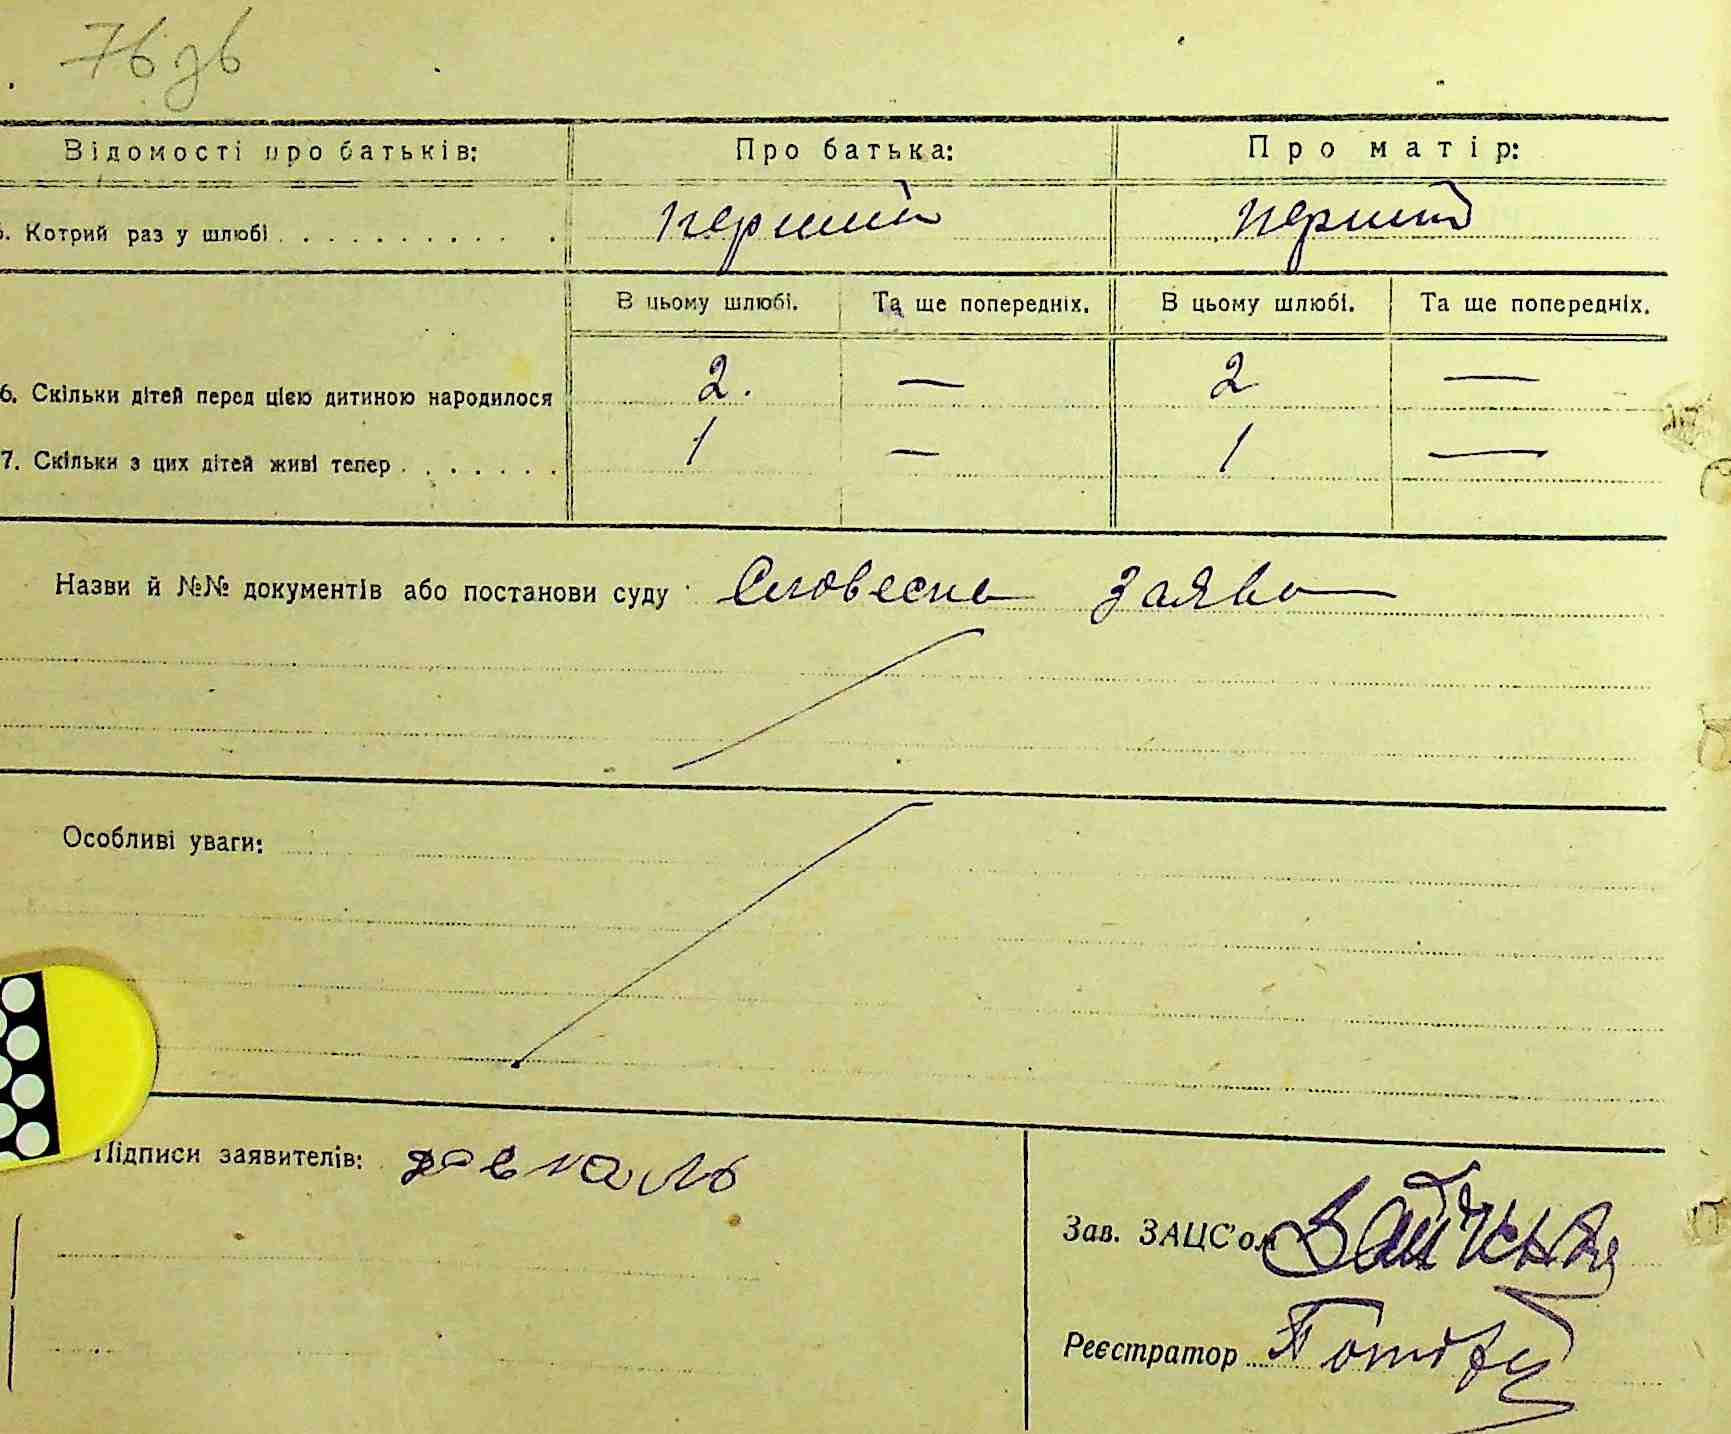 76 зв
Відомості про батьків: Про батька: Про матір:
5. Котрий раз у шлюбі перший перший
В цьому шлюбі. Та ще попередніх. В цьому шлюбі. Та ще попередніх.
6. Скільки дітей перед цією дитиною народилося 2. — 2 —
7. Скільки з цих дітей живі тепер 1 — 1 —
Назви й №№ документів або постанови суду Словесна заява
Особливі уваги:
Підписи заявителів:
Зав. ЗАЦС'ом
Реєстратор